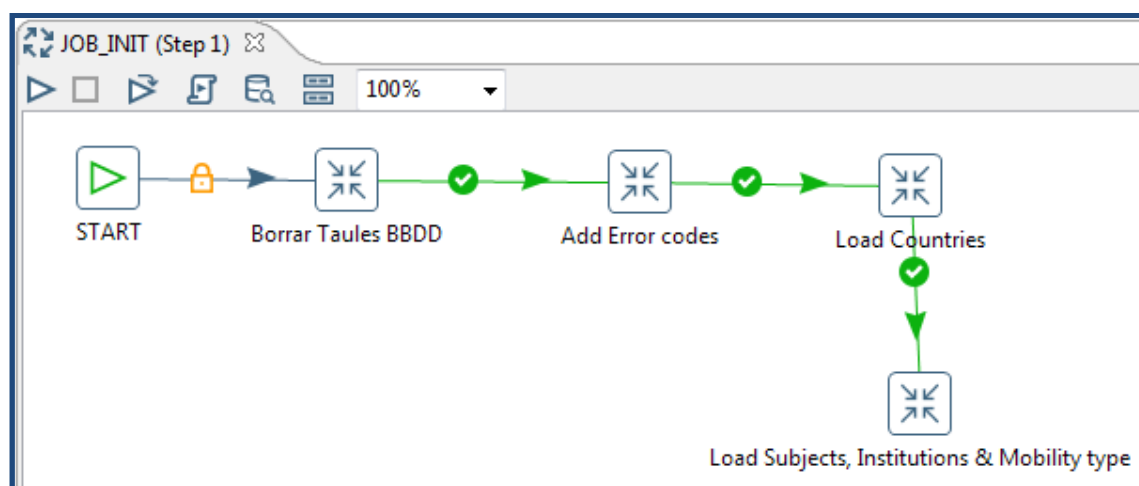 JOB_INIT (Step 1)
100%
START
Borrar Taules BBDD
Add Error codes
Load Countries
Load Subjects, Institutions & Mobility type